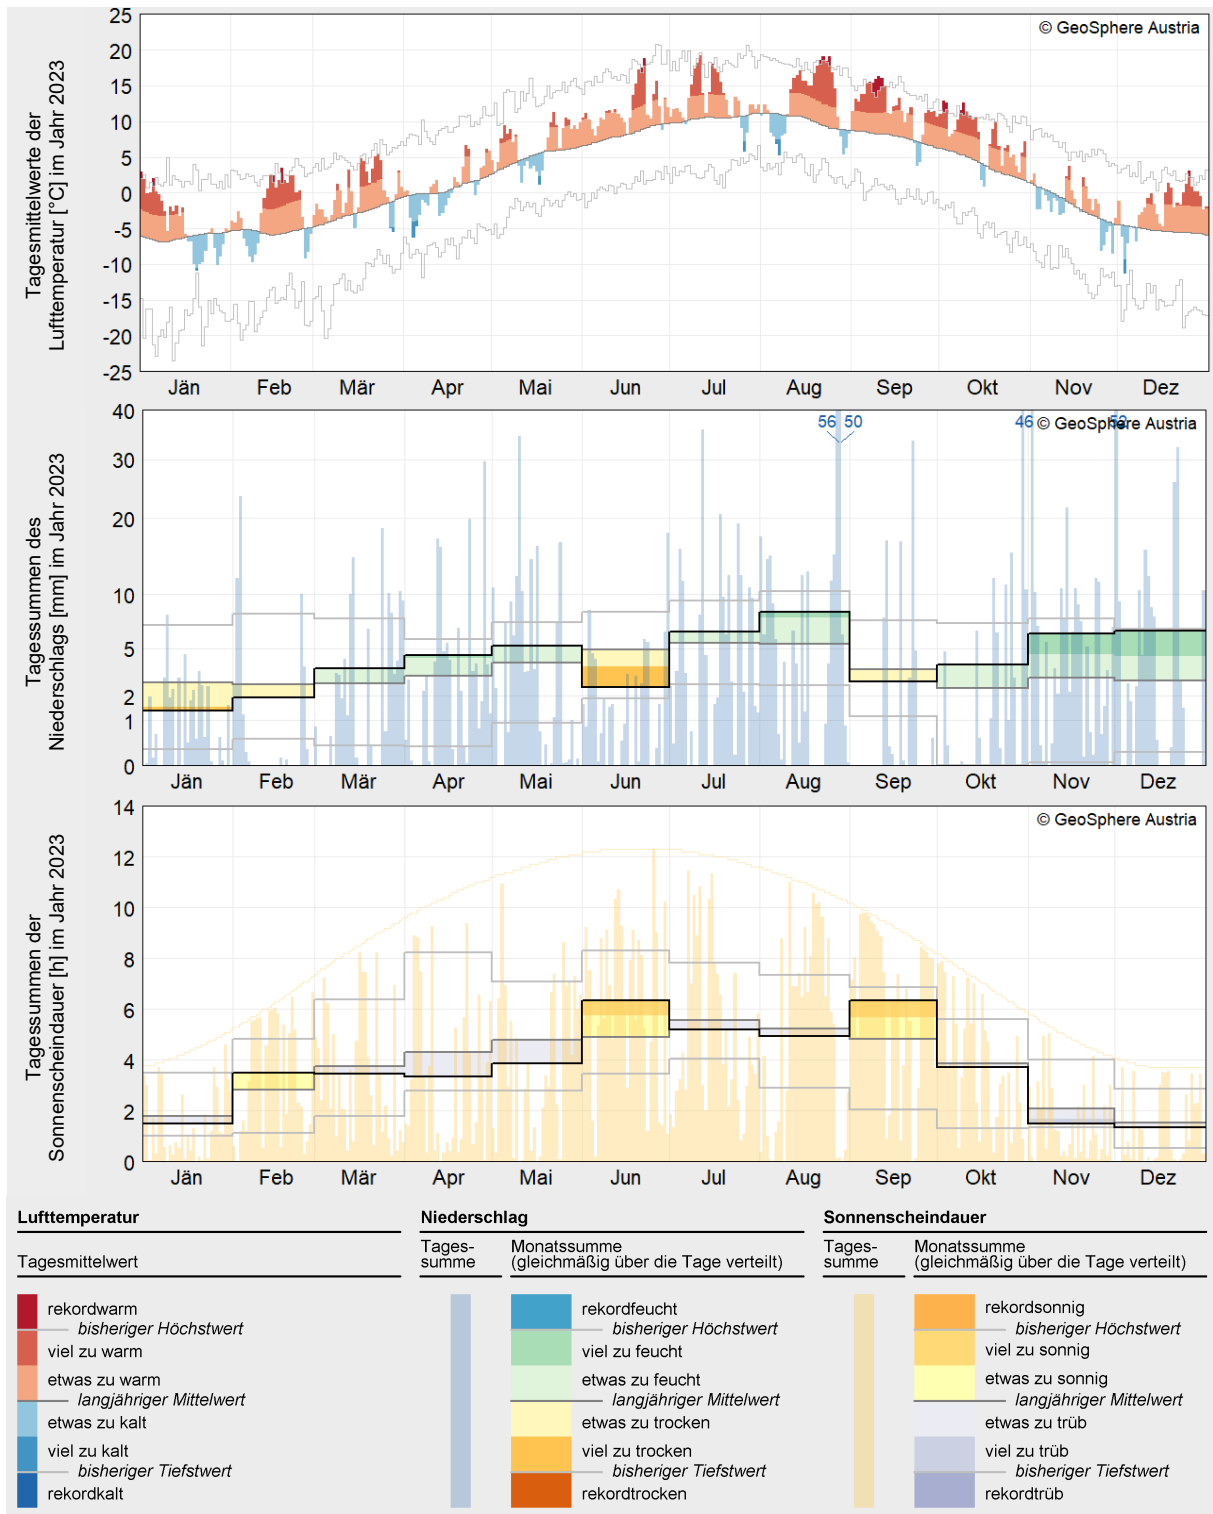 © GeoSphere Austria
Tagesmittelwerte der
Lufttemperatur [°C] im Jahr 2023
25
20
15
10
5
0
-5
-10
-15
-20
-25
Jän Feb Mär Apr Mai Jun Jul Aug Sep Okt Nov Dez
56 50 46 52
© GeoSphere Austria
Tagessummen des
Niederschlags [mm] im Jahr 2023
40
30
20
10
5
2
1
0
Jän Feb Mär Apr Mai Jun Jul Aug Sep Okt Nov Dez
© GeoSphere Austria
Tagessummen der
Sonnenscheindauer [h] im Jahr 2023
14
12
10
8
6
4
2
0
Jän Feb Mär Apr Mai Jun Jul Aug Sep Okt Nov Dez
Lufttemperatur
Tagesmittelwert
rekordwarm
bisheriger Höchstwert
viel zu warm
etwas zu warm
langjähriger Mittelwert
etwas zu kalt
viel zu kalt
bisheriger Tiefstwert
rekordkalt
Niederschlag
Tages-
summe
Monatssumme
(gleichmäßig über die Tage verteilt)
rekordfeucht
bisheriger Höchstwert
viel zu feucht
etwas zu feucht
langjähriger Mittelwert
etwas zu trocken
viel zu trocken
bisheriger Tiefstwert
rekordtrocken
Sonnenscheindauer
Tages-
summe
Monatssumme
(gleichmäßig über die Tage verteilt)
rekordsonnig
bisheriger Höchstwert
viel zu sonnig
etwas zu sonnig
langjähriger Mittelwert
etwas zu trüb
viel zu trüb
bisheriger Tiefstwert
rekordtrüb